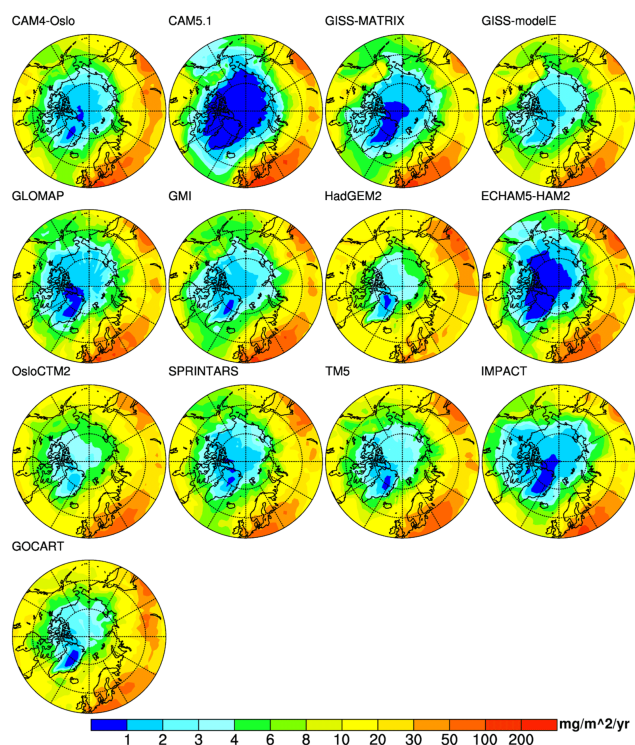 CAM4-Oslo CAM5.1 GISS-MATRIX GISS-modelE
GLOMAP GMI HadGEM2 ECHAM5-HAM2
OsloCTM2 SPRINTARS TM5 IMPACT
GOCART
mg/m^2/yr
1 2 3 4 6 8 10 20 30 50 100 200